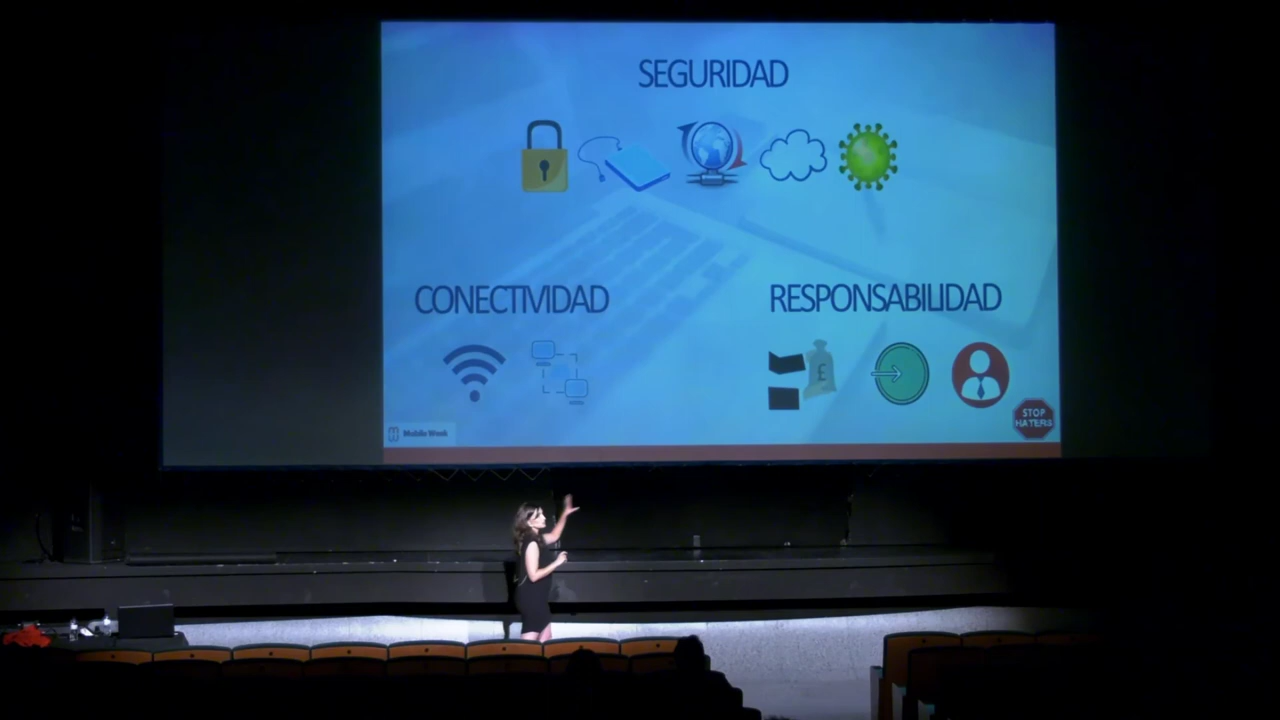 SEGURIDAD
CONECTIVIDAD
RESPONSABILIDAD
£
Mobile Week
STOP
HATERS